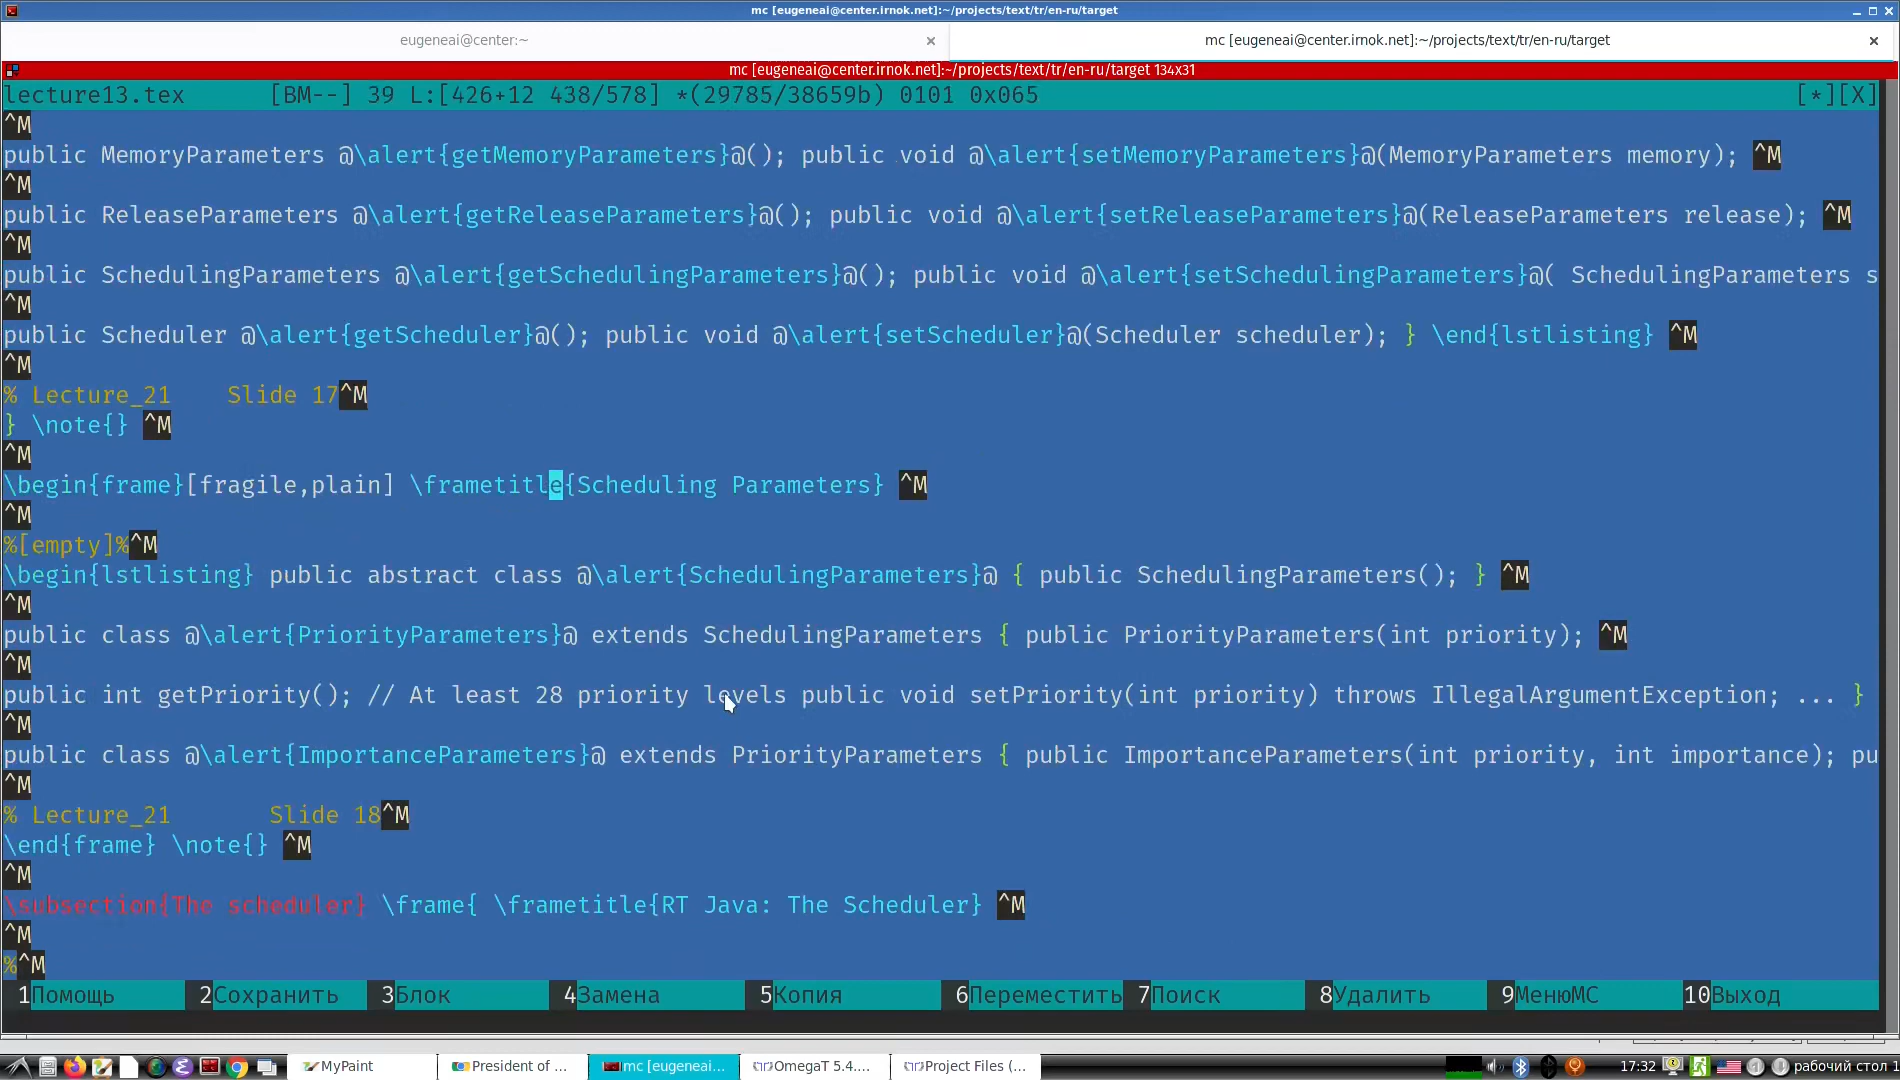 mc [eugeneai@center.irnok.net]:~/projects/text/tr/en-ru/target
eugeneai@center:~
mc [eugeneai@center.irnok.net]:~/projects/text/tr/en-ru/target
mc [eugeneai@center.irnok.net]:~/projects/text/tr/en-ru/target 134x31
lecture13.tex [BM--] 39 L:[426+12 438/578] *(29785/38659b) 0101 0x065 [*][X]
^M
public MemoryParameters @\alert{getMemoryParameters}@(); public void @\alert{setMemoryParameters}@(MemoryParameters memory); ^M
^M
public ReleaseParameters @\alert{getReleaseParameters}@(); public void @\alert{setReleaseParameters}@(ReleaseParameters release); ^M
^M
public SchedulingParameters @\alert{getSchedulingParameters}@(); public void @\alert{setSchedulingParameters}@( SchedulingParameters s
^M
public Scheduler @\alert{getScheduler}@(); public void @\alert{setScheduler}@(Scheduler scheduler); } \end{lstlisting} ^M
^M
% Lecture_21 Slide 17^M
} \note{} ^M
^M
\begin{frame}[fragile,plain] \frametitle{Scheduling Parameters} ^M
^M
%[empty]%^M
\begin{lstlisting} public abstract class @\alert{SchedulingParameters}@ { public SchedulingParameters(); } ^M
^M
public class @\alert{PriorityParameters}@ extends SchedulingParameters { public PriorityParameters(int priority); ^M
^M
public int getPriority(); // At least 28 priority levels public void setPriority(int priority) throws IllegalArgumentException; ... }
^M
public class @\alert{ImportanceParameters}@ extends PriorityParameters { public ImportanceParameters(int priority, int importance); pu
^M
% Lecture_21 Slide 18^M
\end{frame} \note{} ^M
^M
\subsection{The scheduler} \frame{ \frametitle{RT Java: The Scheduler} ^M
^M
%^M
1Помощь 2Сохранить 3Блок 4Замена 5Копия 6Переместить 7Поиск 8Удалить 9МенюMC 10Выход
MyPaint President of ... mc [eugeneai... OmegaT 5.4.... Project Files (... 17:32 рабочий стол 1